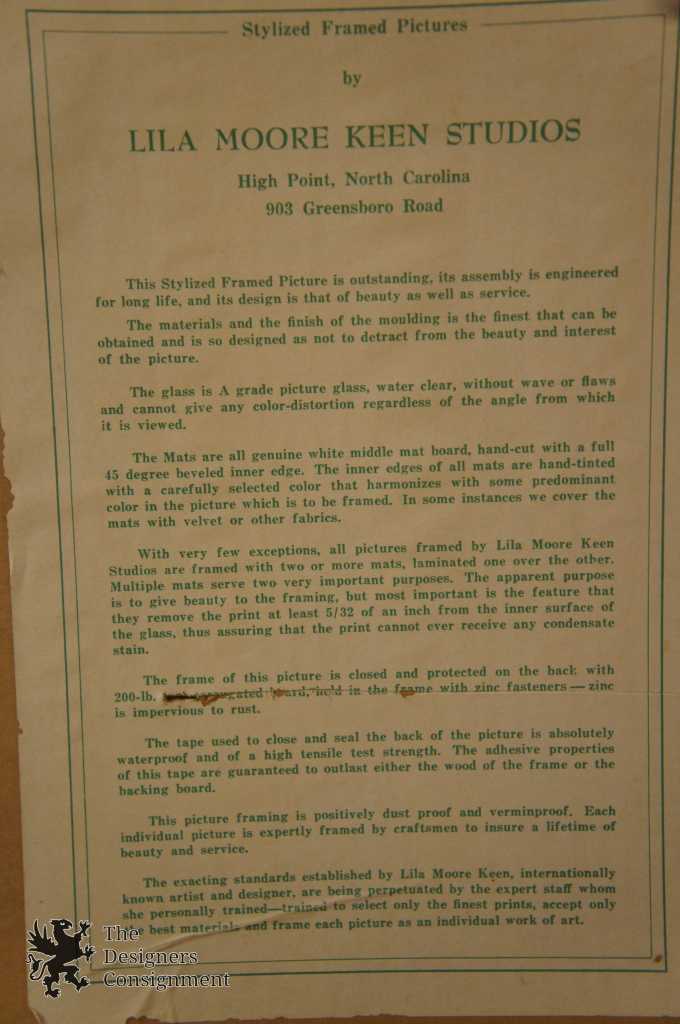 Stylized Framed Pictures
by
LILA MOORE KEEN STUDIOS
High Point, North Carolina
903 Greensboro Road
This Stylized Framed Picture is outstanding, its assembly is engineered
for long life, and its design is that of beauty as well as service.
The materials and the finish of the moulding is the finest that can be
obtained and is so designed as not to detract from the beauty and interest
of the picture.
The glass is A grade picture glass, water clear, without wave or flaws
and cannot give any color-distortion regardless of the angle from which
it is viewed.
The Mats are all genuine white middle mat board, hand-cut with a full
45 degree beveled inner edge. The inner edges of all mats are hand-tinted
with a carefully selected color that harmonizes with some predominant
color in the picture which is to be framed. In some instances we cover the
mats with velvet or other fabrics.
With very few exceptions, all pictures framed by Lila Moore Keen
Studios are framed with two or more mats, laminated one over the other.
Multiple mats serve two very important purposes. The apparent purpose
is to give beauty to the framing, but most important is the feature that
they remove the print at least 5/32 of an inch from the inner surface of
the glass, thus assuring that the print cannot ever receive any condensate
stain.
The frame of this picture is closed and protected on the back with
200-lb. corrugated board, held in the frame with zinc fasteners — zinc
is impervious to rust.
The tape used to close and seal the back of the picture is absolutely
waterproof and of a high tensile test strength. The adhesive properties
of this tape are guaranteed to outlast either the wood of the frame or the
backing board.
This picture framing is positively dust proof and verminproof. Each
individual picture is expertly framed by craftsmen to insure a lifetime of
beauty and service.
The exacting standards established by Lila Moore Keen, internationally
known artist and designer, are being perpetuated by the expert staff whom
she personally trained—trained to select only the finest prints, accept only
the best materials and frame each picture as an individual work of art.
The
Designers
Consignment